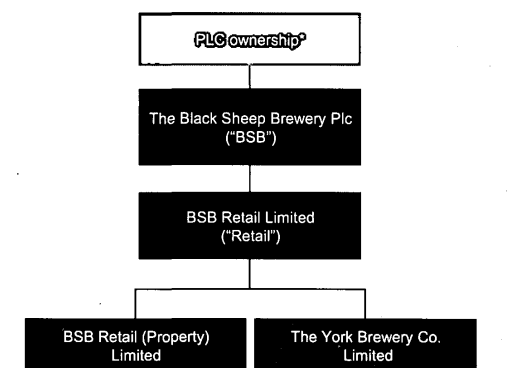 PLC ownership*
The Black Sheep Brewery Plc
("BSB")
BSB Retail Limited
("Retail")
BSB Retail (Property)
Limited
The York Brewery Co.
Limited